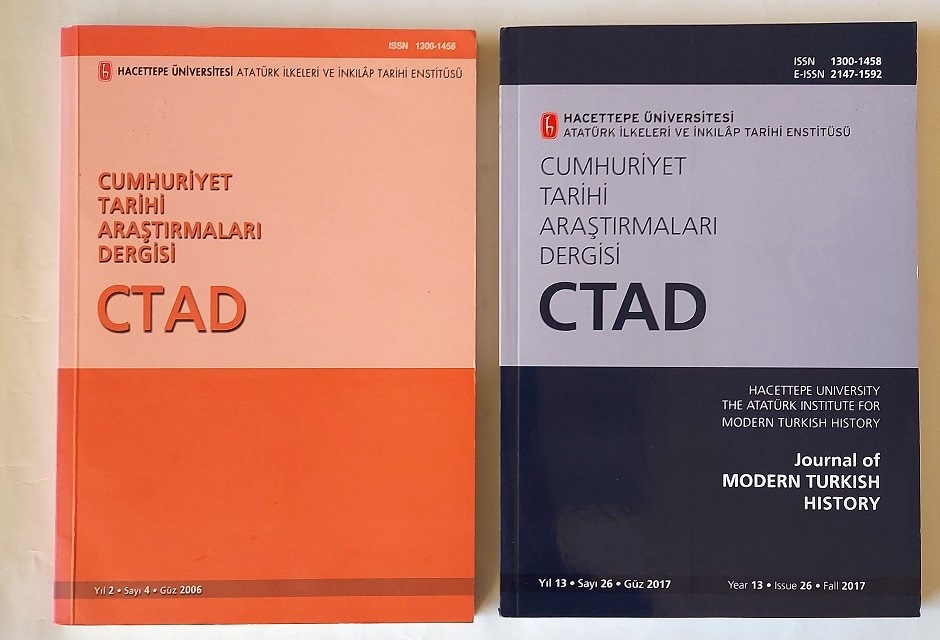 ISSN 1300-1458
HACETTEPE ÜNİVERSİTESİ ATATÜRK İLKELERİ VE İNKILÂP TARİHİ ENSTİTÜSÜ
CUMHURİYET
TARİHİ
ARAŞTIRMALARI
DERGİSİ
CTAD
Yıl 2 • Sayı 4 • Güz 2006
ISSN 1300-1458
E-ISSN 2147-1592
HACETTEPE ÜNİVERSİTESİ
ATATÜRK İLKELERİ VE İNKILÂP TARİHİ ENSTİTÜSÜ
CUMHURİYET
TARİHİ
ARAŞTIRMALARI
DERGİSİ
CTAD
HACETTEPE UNIVERSITY
THE ATATÜRK INSTITUTE FOR
MODERN TURKISH HISTORY
Journal of
MODERN TURKISH
HISTORY
Yıl 13 • Sayı 26 • Güz 2017
Year 13 • Issue 26 • Fall 2017